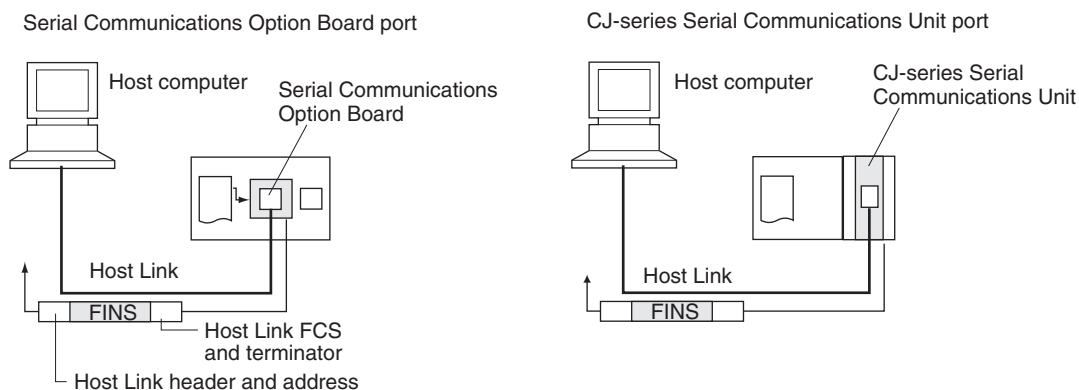 Serial Communications Option Board port
Host computer
Serial Communications
Option Board
Host Link
FINS
Host Link FCS
and terminator
Host Link header and address
CJ-series Serial Communications Unit port
Host computer
CJ-series Serial
Communications Unit
Host Link
FINS